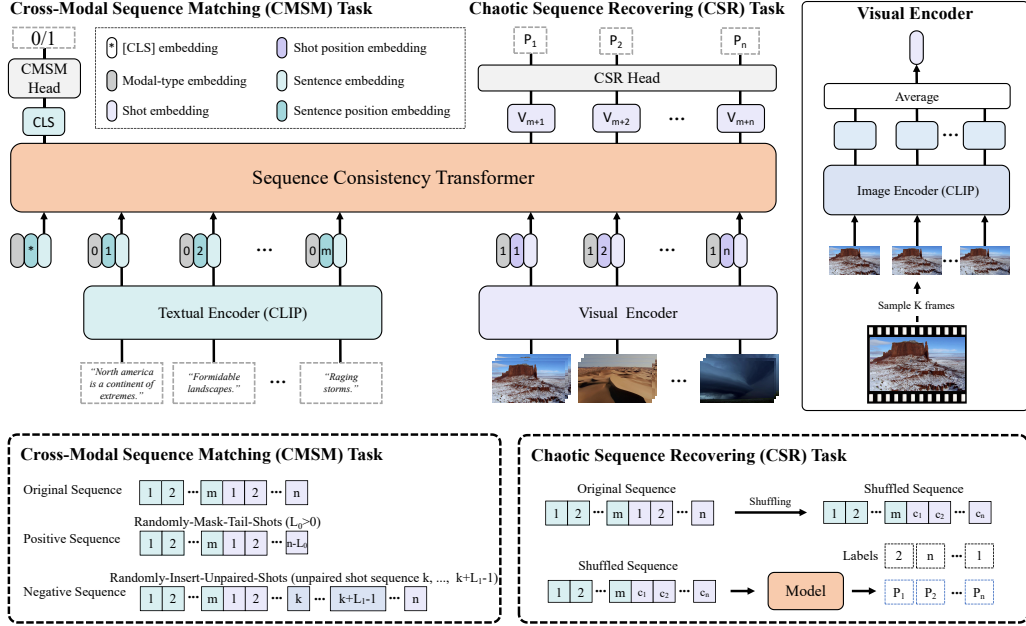 Cross-Modal Sequence Matching (CMSM) Task
0/1
CMSM
Head
CLS
* [CLS] embedding
Modal-type embedding
Shot embedding
Shot position embedding
Sentence embedding
Sentence position embedding
Chaotic Sequence Recovering (CSR) Task
P1 P2 Pn
CSR Head
Vm+1 Vm+2 ... Vm+n
Sequence Consistency Transformer
* 0 1 0 2 ... 0 m 1 1 1 2 ... 1 n
Textual Encoder (CLIP)
Visual Encoder
"North america
is a continent of
extremes."
"Formidable
landscapes."
...
"Raging
storms."
...
Visual Encoder
Average
...
Image Encoder (CLIP)
...
Sample K frames
Cross-Modal Sequence Matching (CMSM) Task
Original Sequence 1 2 ... m 1 2 ... n
Randomly-Mask-Tail-Shots (L0>0)
Positive Sequence 1 2 ... m 1 2 ... n-L0
Randomly-Insert-Unpaired-Shots (unpaired shot sequence k, ..., k+L1-1)
Negative Sequence 1 2 ... m 1 2 ... k ... k+L1-1 ... n
Chaotic Sequence Recovering (CSR) Task
Original Sequence
1 2 ... m 1 2 ... n
Shuffling
Shuffled Sequence
1 2 ... m c1 c2 ... cn
Labels
2 n ... 1
Shuffled Sequence
1 2 ... m c1 c2 ... cn
Model
P1 P2 ... Pn